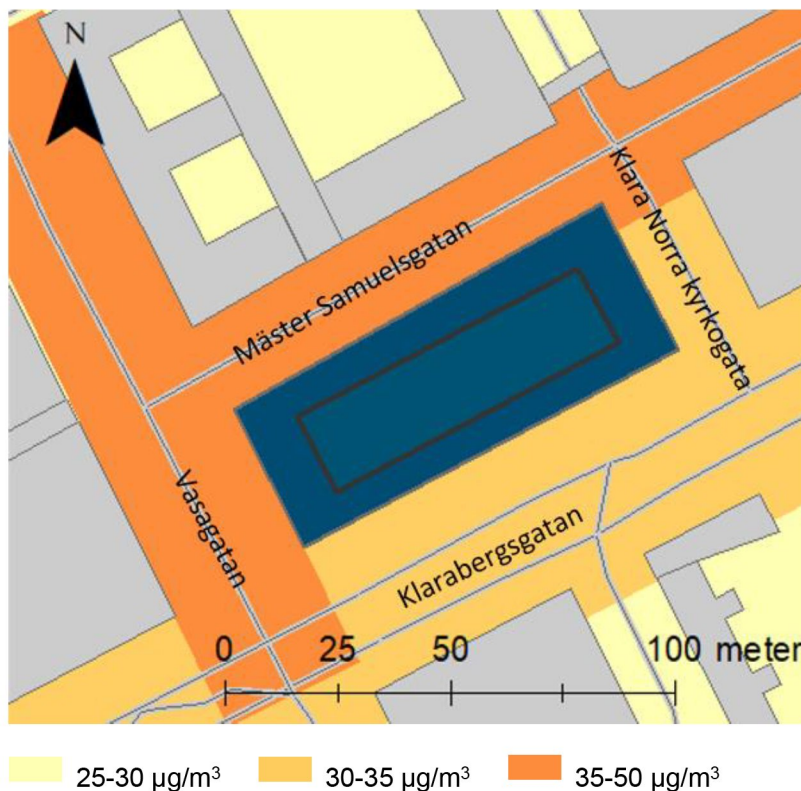 N
Mäster Samuelsgatan
Klara Norra kyrkogata
Vasagatan
Klarabergsgatan
0 25 50 100 meter
25-30 µg/m³ 30-35 µg/m³ 35-50 µg/m³